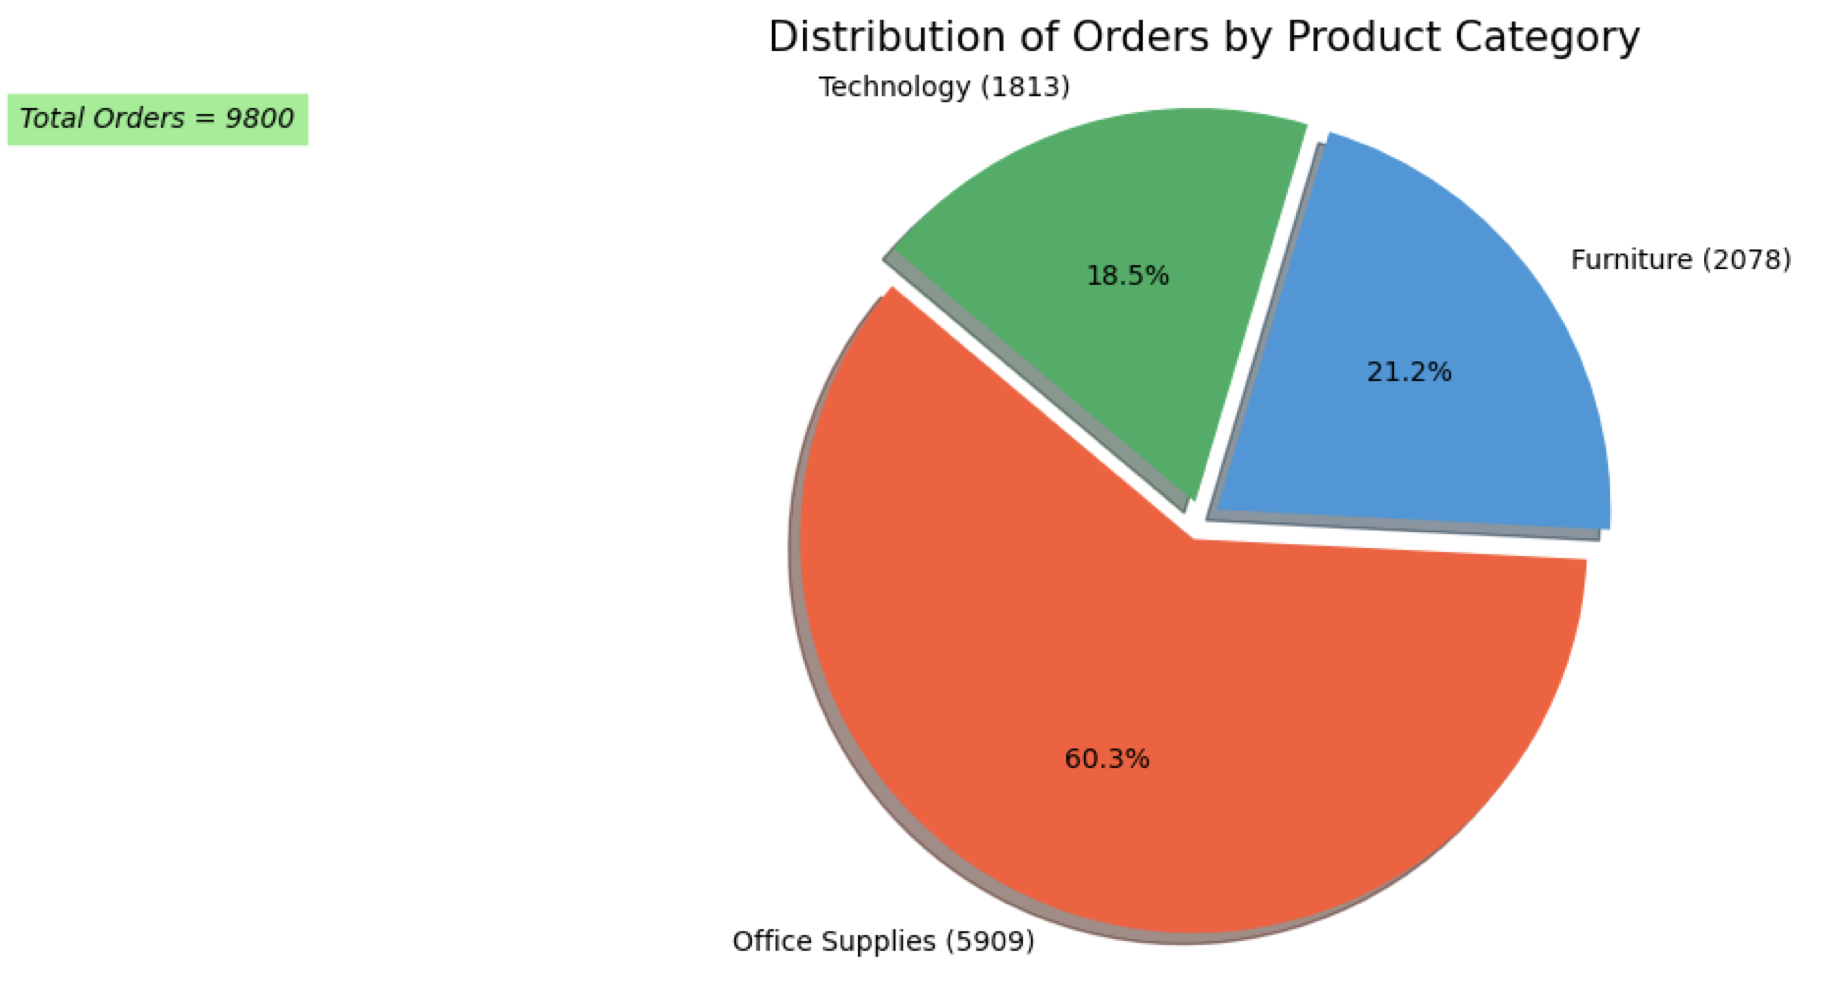 Distribution of Orders by Product Category
Technology (1813)
Total Orders = 9800
Furniture (2078)
18.5%
21.2%
60.3%
Office Supplies (5909)